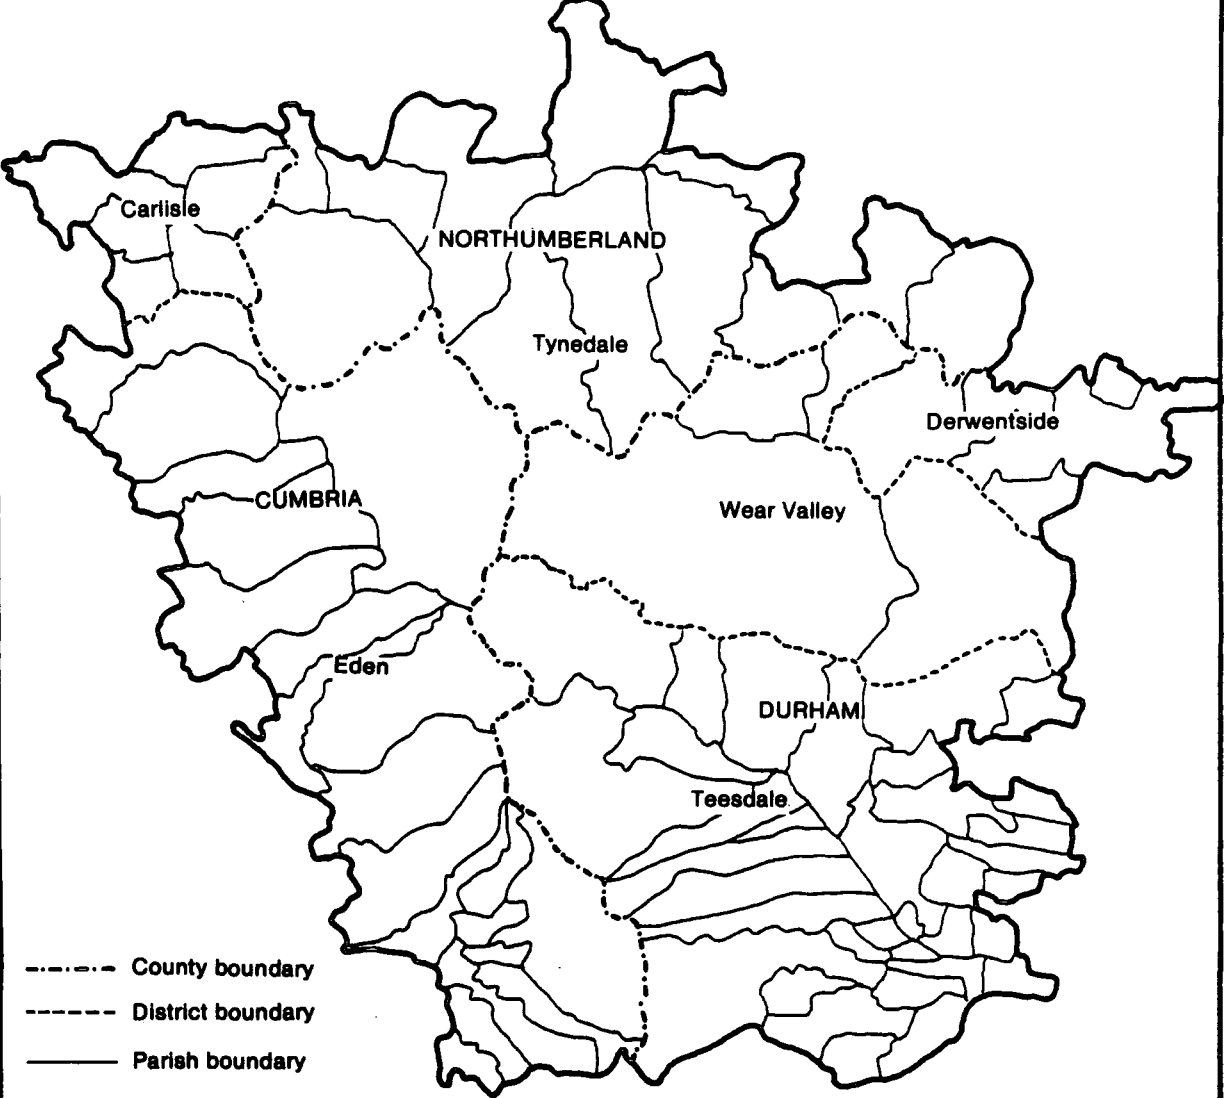 Carlisle
NORTHUMBERLAND
Tynedale
Derwentside
CUMBRIA
Wear Valley
Eden
DURHAM
Teesdale
County boundary
District boundary
Parish boundary